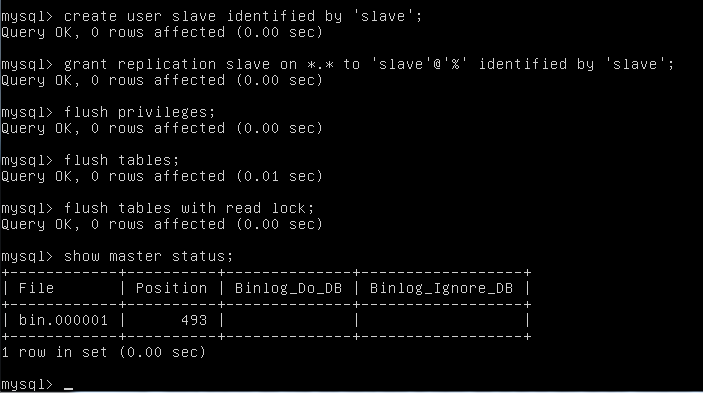 mysql> create user slave identified by 'slave';
Query OK, 0 rows affected (0.00 sec)
mysql> grant replication slave on *.* to 'slave'@'%' identified by 'slave';
Query OK, 0 rows affected (0.00 sec)
mysql> flush privileges;
Query OK, 0 rows affected (0.00 sec)
mysql> flush tables;
Query OK, 0 rows affected (0.01 sec)
mysql> flush tables with read lock;
Query OK, 0 rows affected (0.00 sec)
mysql> show master status;
+------------+----------+--------------+------------------+
| File       | Position | Binlog_Do_DB | Binlog_Ignore_DB |
+------------+----------+--------------+------------------+
| bin.000001 |      493 |              |                  |
+------------+----------+--------------+------------------+
1 row in set (0.00 sec)
mysql> _